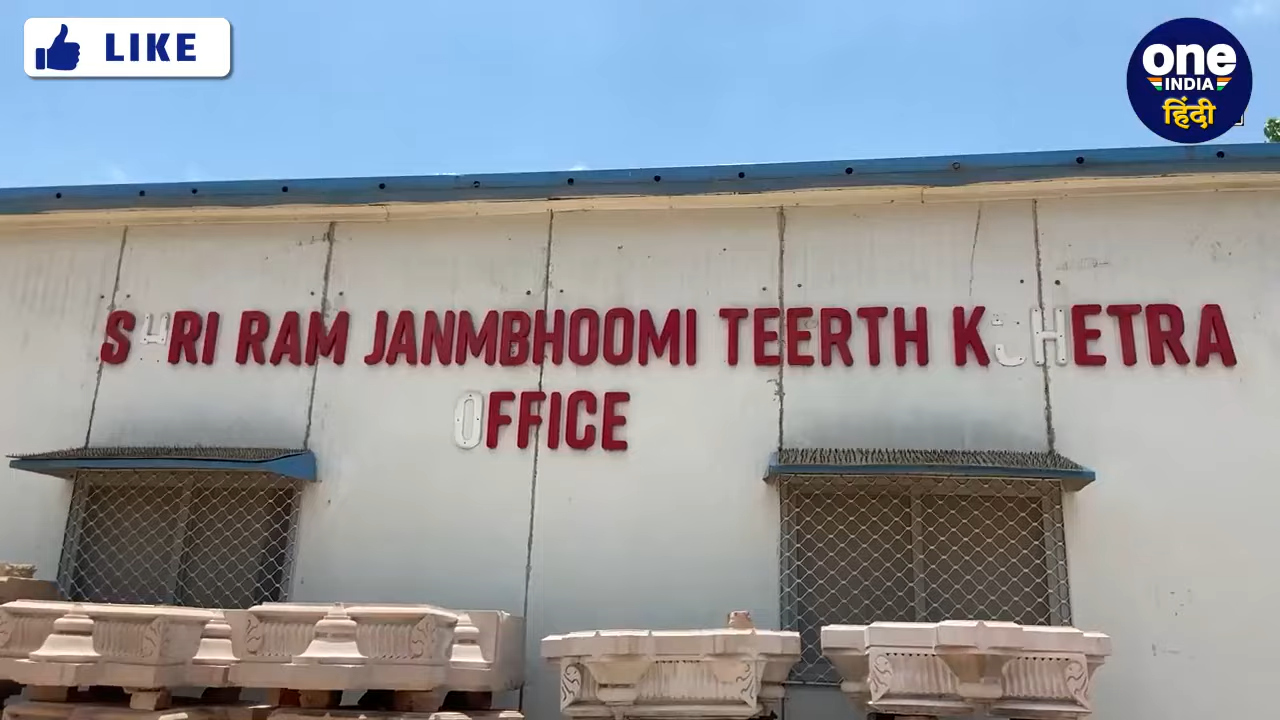 LIKE
one
INDIA
हिंदी
SHRI RAM JANMBHOOMI TEERTH KSHETRA
OFFICE